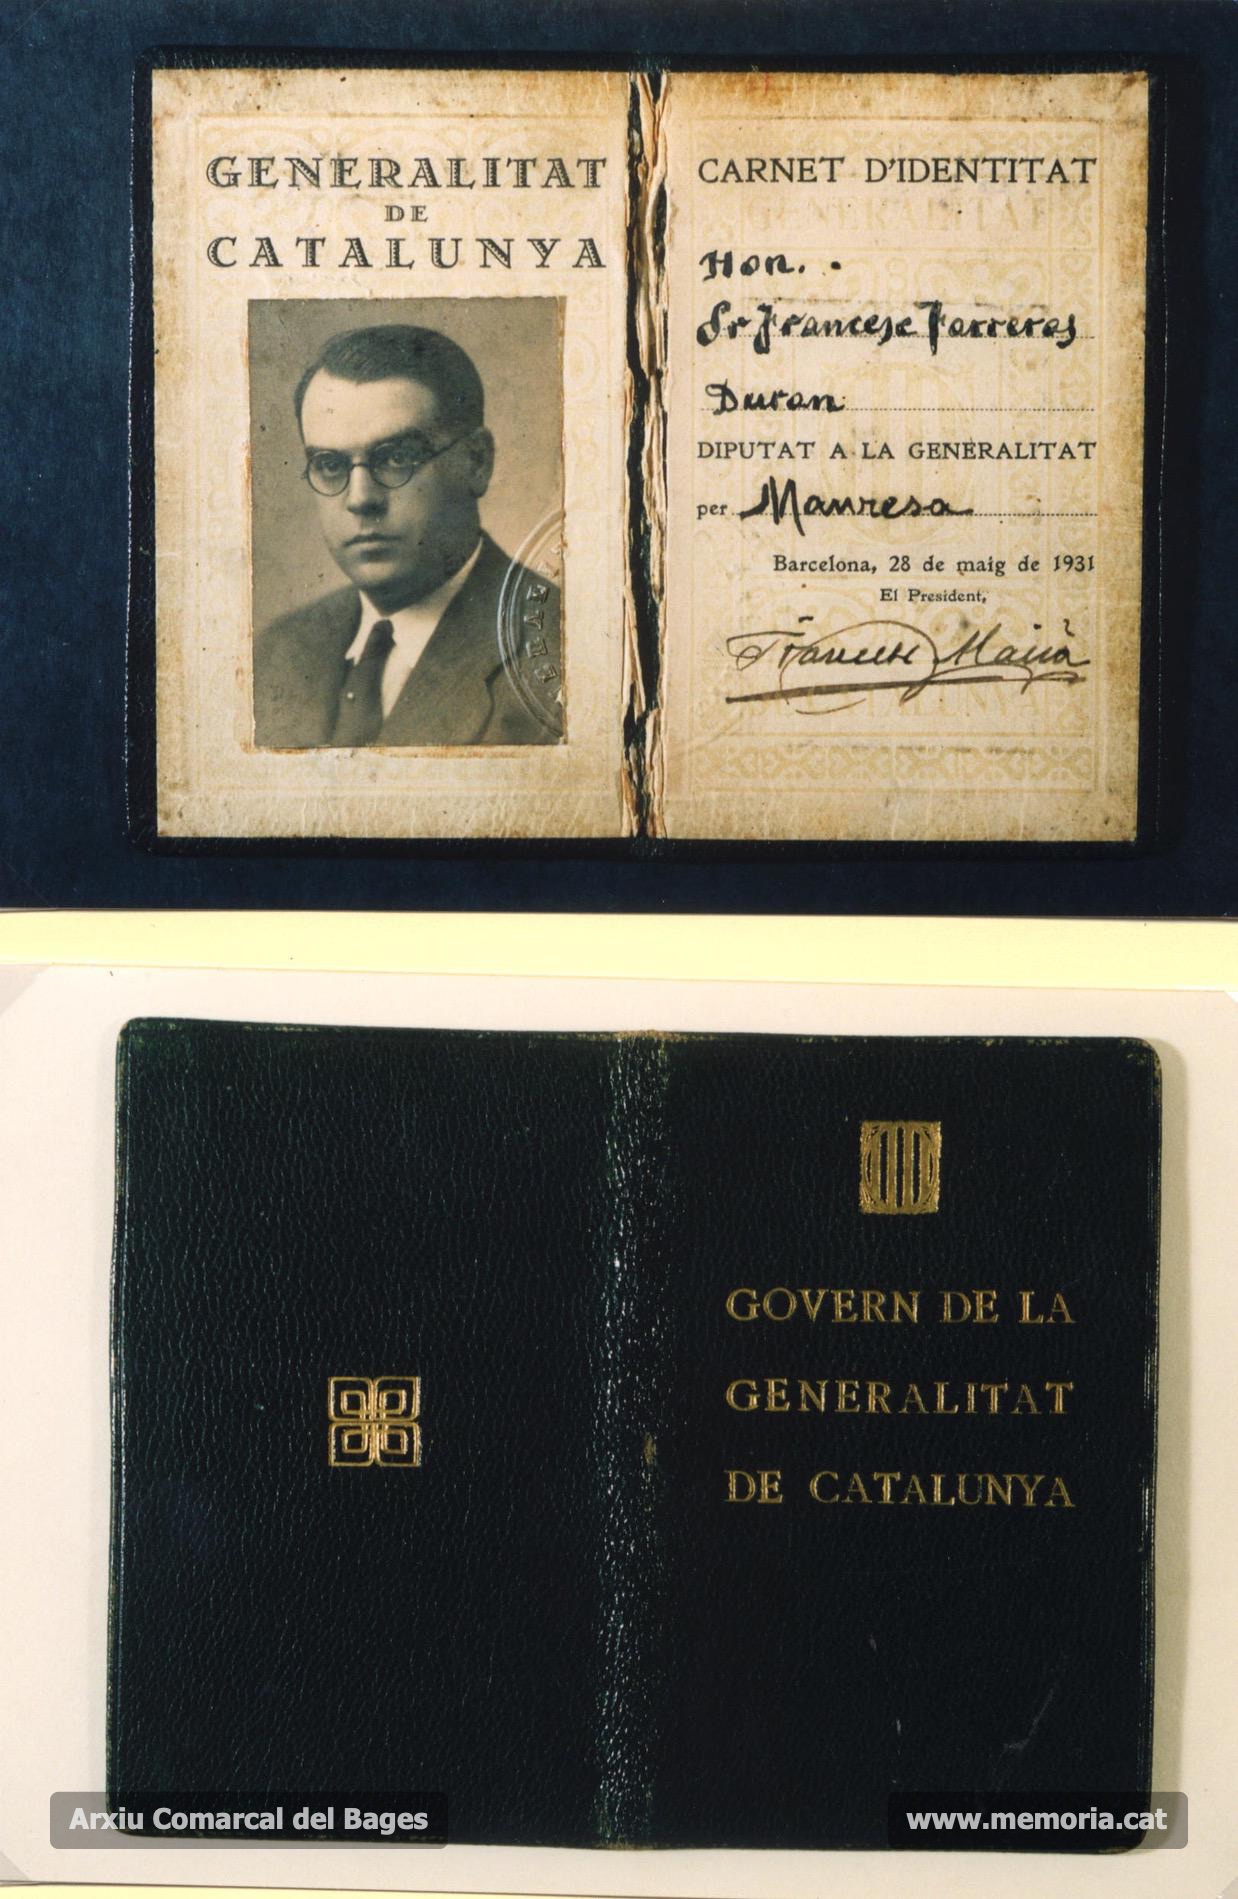 GENERALITAT
DE
CATALUNYA
CARNET D'IDENTITAT
Hon.
Sr Francesc Farreras
Duran
DIPUTAT A LA GENERALITAT
per Manresa
Barcelona, 28 de maig de 1931
El President,
Francesc Macià
GOVERN DE LA
GENERALITAT
DE CATALUNYA
Arxiu Comarcal del Bages
www.memoria.cat